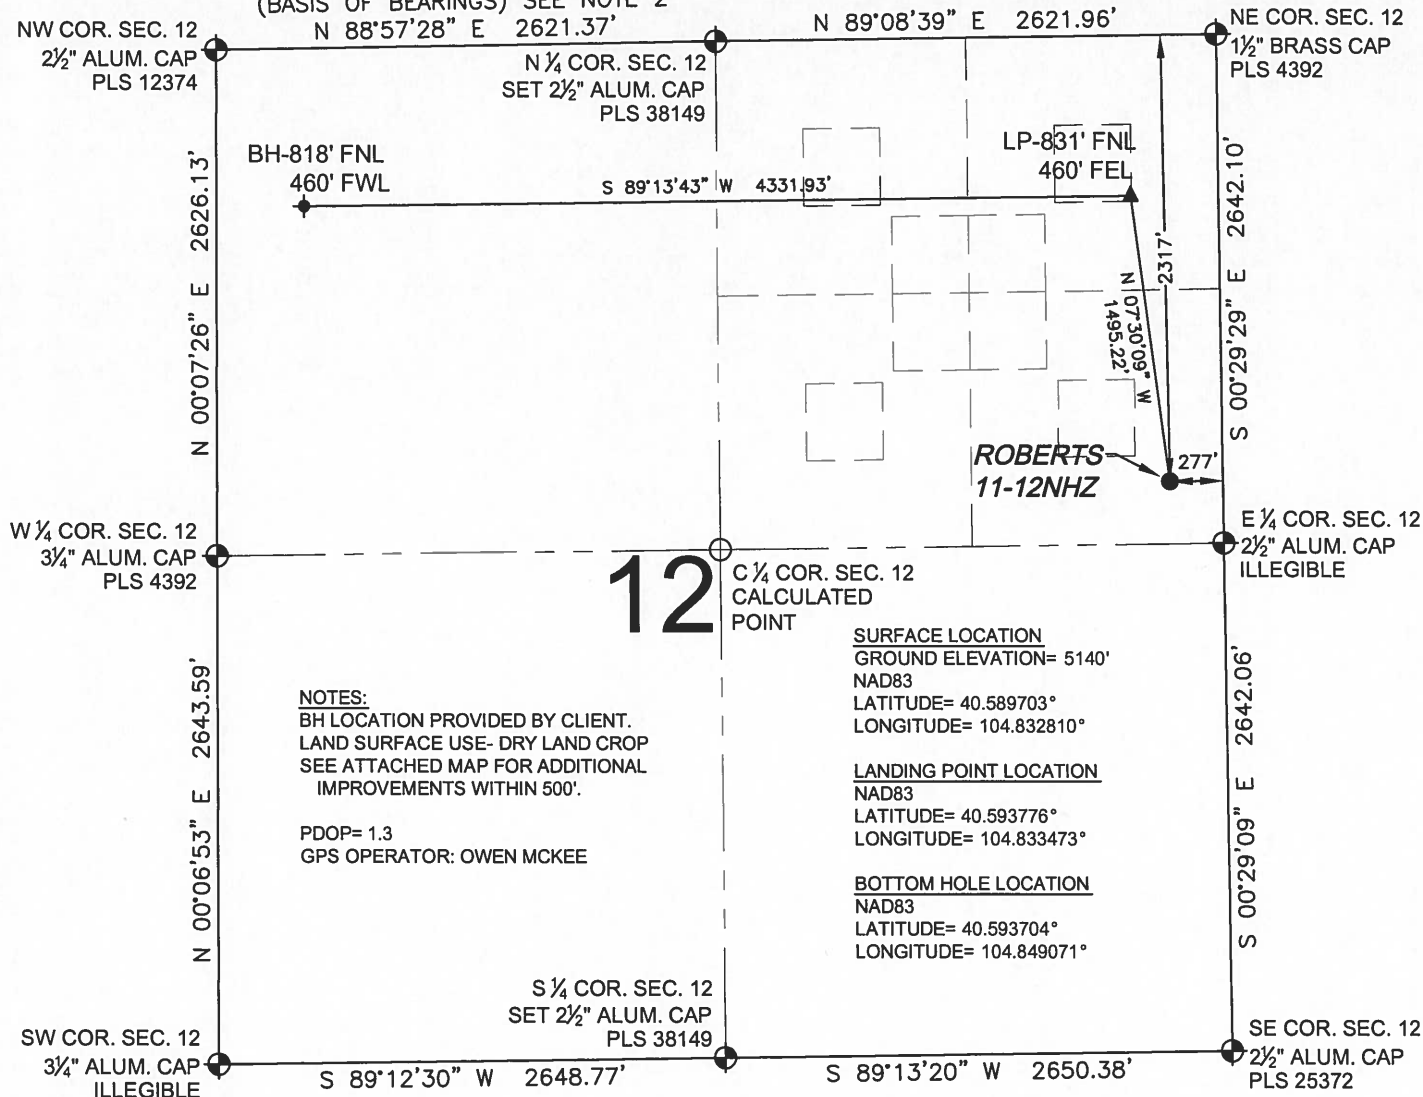 (BASIS OF BEARINGS) SEE NOTE 2
N 88°57'28" E 2621.37'
N 89°08'39" E 2621.96'
NW COR. SEC. 12
2½" ALUM. CAP
PLS 12374
N ¼ COR. SEC. 12
SET 2½" ALUM. CAP
PLS 38149
NE COR. SEC. 12
1½" BRASS CAP
PLS 4392
BH-818' FNL
460' FWL
S 89°13'43" W 4331.93'
LP-831' FNL
460' FEL
N 00°07'26" E 2626.13'
2317'
N 07°30'09" W
1495.22'
S 00°29'29" E 2642.10'
ROBERTS
11-12NHZ
277'
W ¼ COR. SEC. 12
3¼" ALUM. CAP
PLS 4392
12
C ¼ COR. SEC. 12
CALCULATED
POINT
E ¼ COR. SEC. 12
2½" ALUM. CAP
ILLEGIBLE
NOTES:
BH LOCATION PROVIDED BY CLIENT.
LAND SURFACE USE- DRY LAND CROP
SEE ATTACHED MAP FOR ADDITIONAL
IMPROVEMENTS WITHIN 500'.
PDOP= 1.3
GPS OPERATOR: OWEN MCKEE
SURFACE LOCATION
GROUND ELEVATION= 5140'
NAD83
LATITUDE= 40.589703°
LONGITUDE= 104.832810°
LANDING POINT LOCATION
NAD83
LATITUDE= 40.593776°
LONGITUDE= 104.833473°
BOTTOM HOLE LOCATION
NAD83
LATITUDE= 40.593704°
LONGITUDE= 104.849071°
N 00°06'53" E 2643.59'
S 00°29'09" E 2642.06'
SW COR. SEC. 12
3¼" ALUM. CAP
ILLEGIBLE
S ¼ COR. SEC. 12
SET 2½" ALUM. CAP
PLS 38149
SE COR. SEC. 12
2½" ALUM. CAP
PLS 25372
S 89°12'30" W 2648.77'
S 89°13'20" W 2650.38'